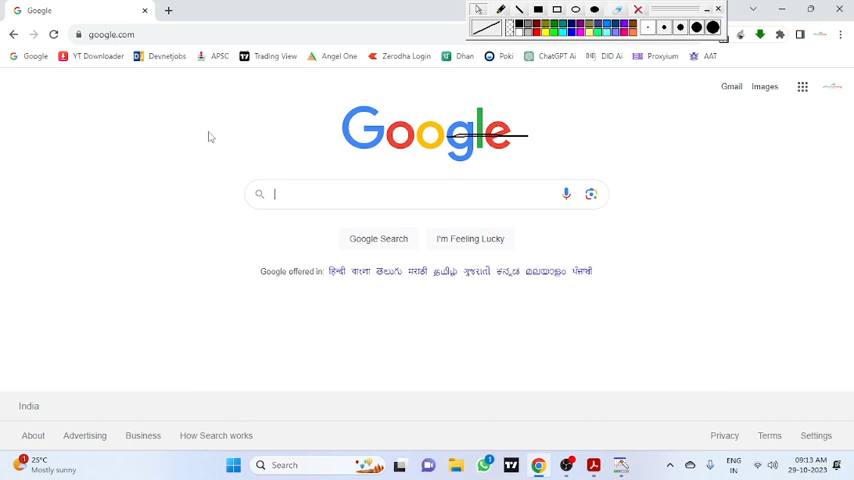 Google
google.com
Google YT Downloader Devnetjobs APSC Trading View Angel One Zerodha Login Dhan Poki ChatGPT Ai DID Ai Proxyium AAT
Gmail Images
Google
Google Search I'm Feeling Lucky
Google offered in: हिन्दी বাংলা తెలుగు मराठी தமிழ் ગુજરાતી ಕನ್ನಡ മലയാളം ਪੰਜਾਬੀ
India
About Advertising Business How Search works Privacy Terms Settings
1 25°C Mostly sunny
Search
1
ENG IN
09:13 AM
29-10-2023